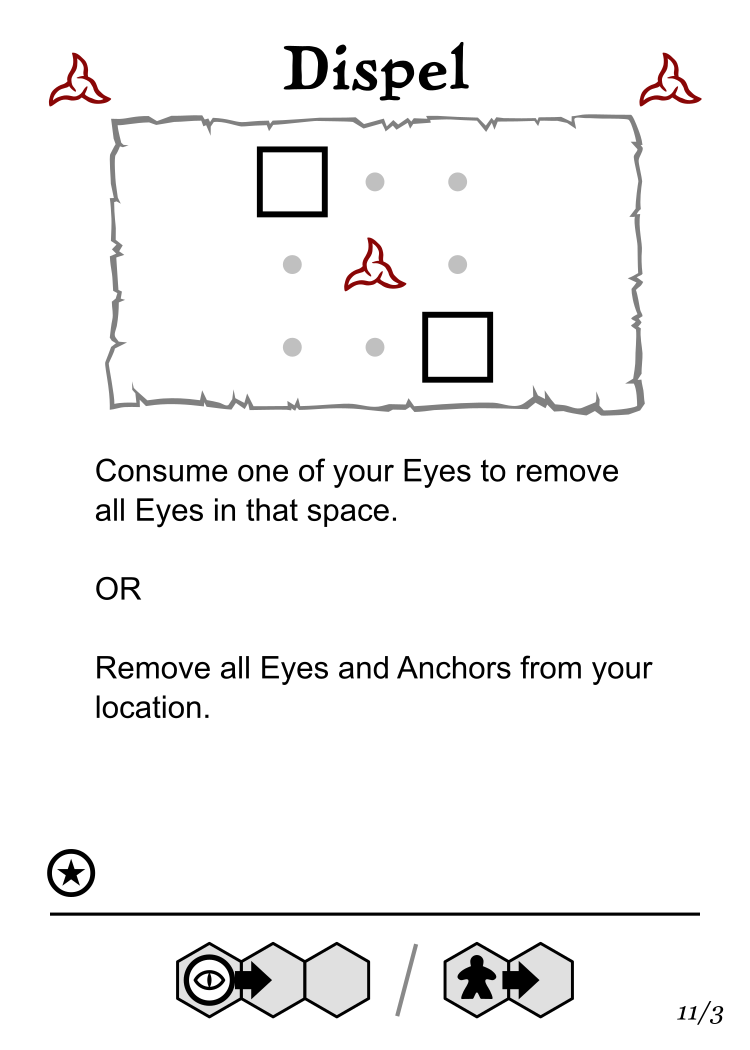 Dispel
Consume one of your Eyes to remove
all Eyes in that space.
OR
Remove all Eyes and Anchors from your
location.
11/3